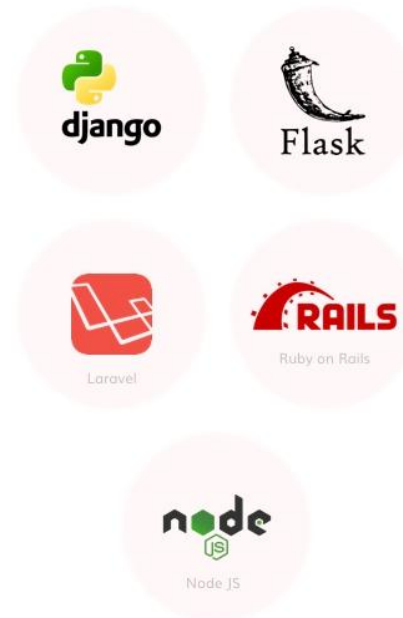 django
Flask
Laravel
RAILS
Ruby on Rails
node
JS
Node JS